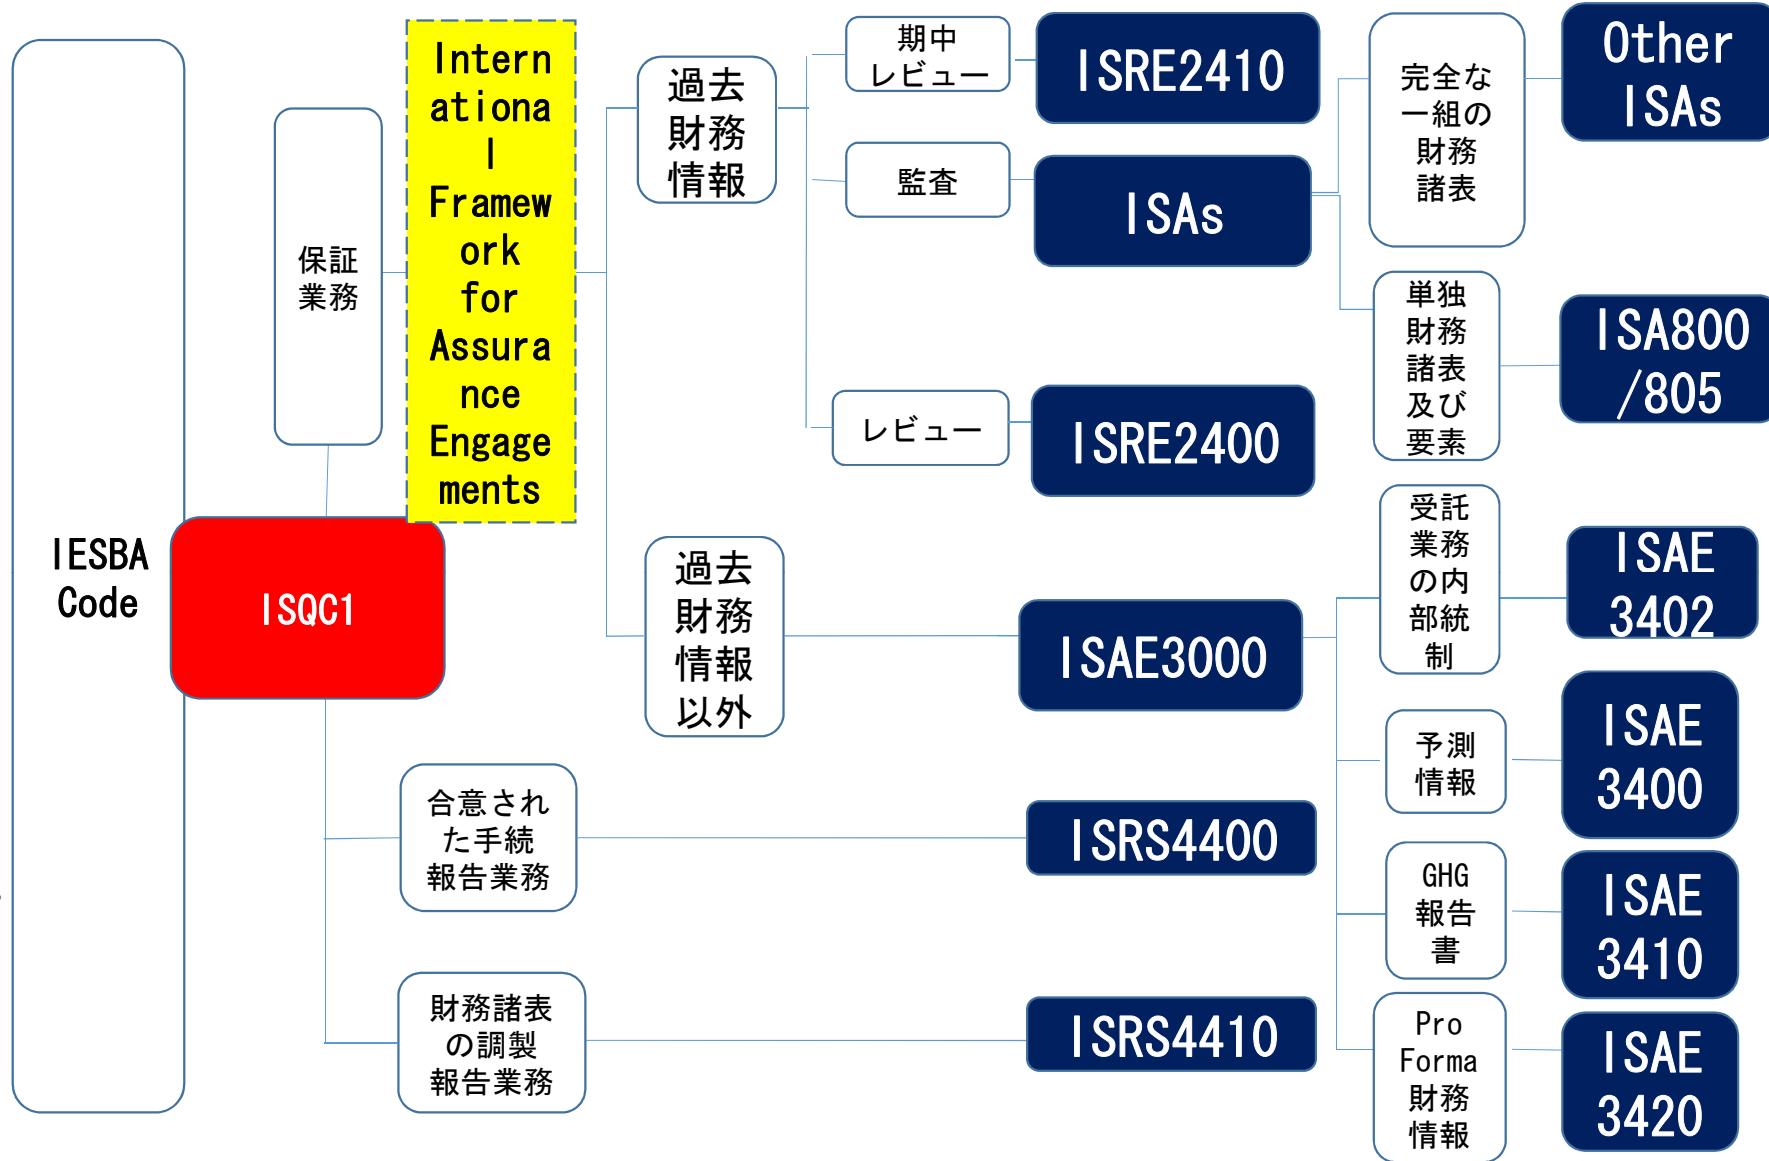 IESBA
Code
ISQC1
保証
業務
Intern
ationa
l
Framew
ork
for
Assura
nce
Engage
ments
過去
財務
情報
期中
レビュー
ISRE2410
監査
ISAs
完全な
一組の
財務
諸表
Other
ISAs
単独
財務
諸表
及び
要素
ISA800
/805
レビュー
ISRE2400
過去
財務
情報
以外
ISAE3000
受託
業務
の内
部統
制
ISAE
3402
予測
情報
ISAE
3400
GHG
報告
書
ISAE
3410
Pro
Forma
財務
情報
ISAE
3420
合意され
た手続
報告業務
ISRS4400
財務諸表
の調製
報告業務
ISRS4410